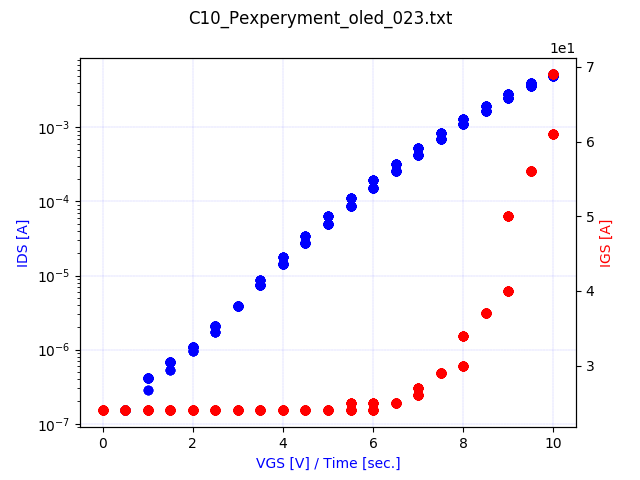 C10_Pexperyment_oled_023.txt
1e1
IDS [A]
10⁻³
10⁻⁴
10⁻⁵
10⁻⁶
10⁻⁷
7
6
5
4
3
IGS [A]
0 2 4 6 8 10
VGS [V] / Time [sec.]